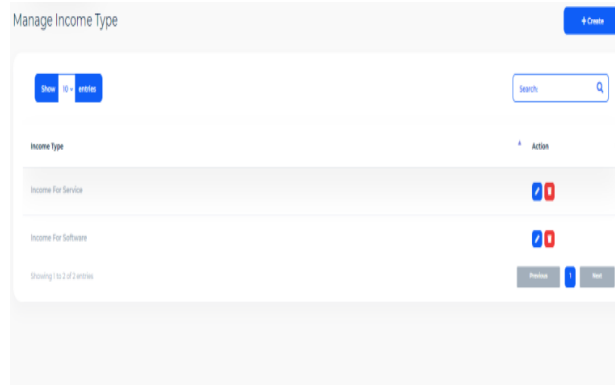 Manage Income Type
+ Create
Show 10 entries
Search:
Income Type Action
Income For Service
Income For Software
Showing 1 to 2 of 2 entries
Previous 1 Next